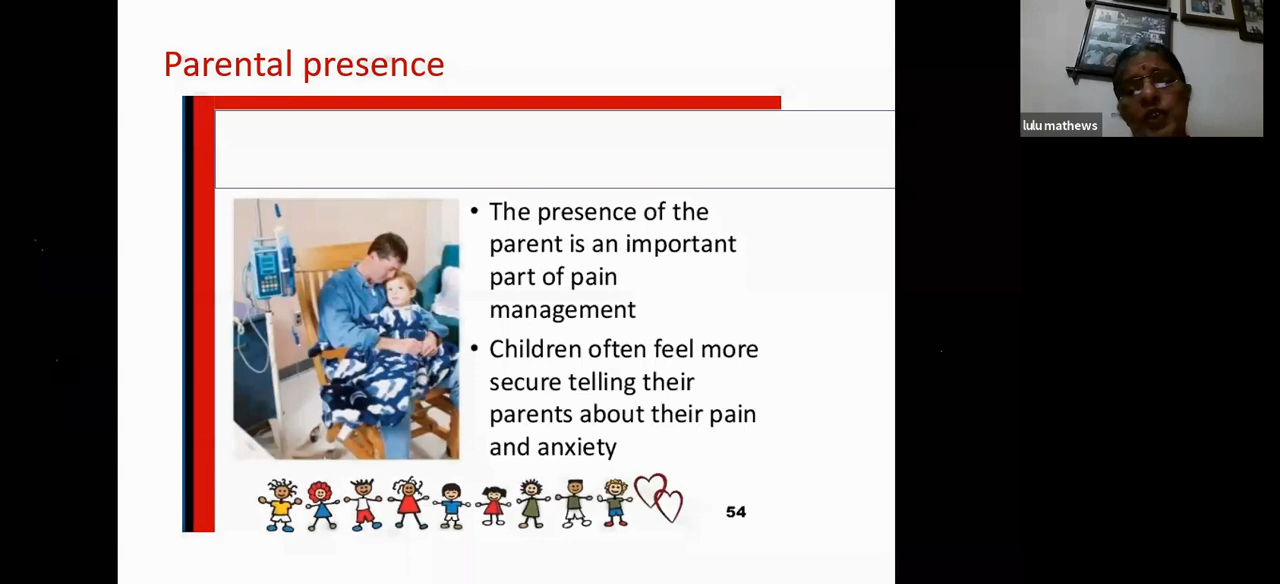 Parental presence
lulu mathews
• The presence of the
parent is an important
part of pain
management
• Children often feel more
secure telling their
parents about their pain
and anxiety
54